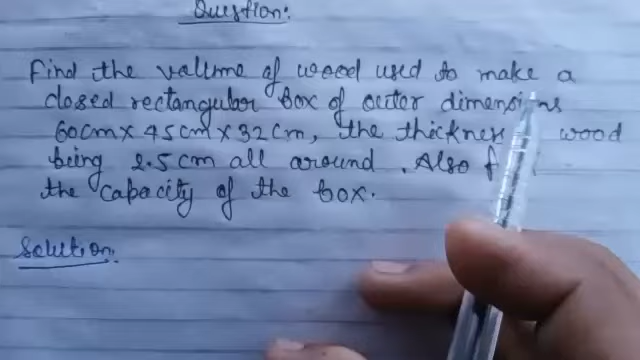 Question:
Find the volume of wood used to make a
closed rectangular box of outer dimensions
60cm x 45cm x 32cm, the thickness wood
being 2.5cm all around. Also f
the capacity of the box.
Solution: